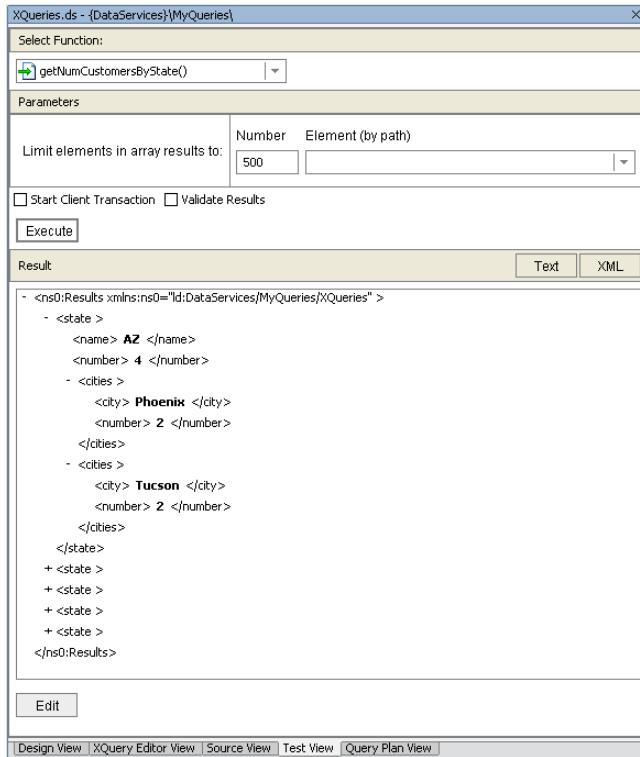 XQueries.ds - {DataServices}\MyQueries\
Select Function:
getNumCustomersByState()
Parameters
Limit elements in array results to:
Number Element (by path)
500
Start Client Transaction Validate Results
Execute
Result Text XML
- <ns0:Results xmlns:ns0="ld:DataServices/MyQueries/XQueries" >
- <state >
<name> AZ </name>
<number> 4 </number>
- <cities >
<city> Phoenix </city>
<number> 2 </number>
</cities>
- <cities >
<city> Tucson </city>
<number> 2 </number>
</cities>
</state>
+ <state >
+ <state >
+ <state >
+ <state >
</ns0:Results>
Edit
Design View XQuery Editor View Source View Test View Query Plan View